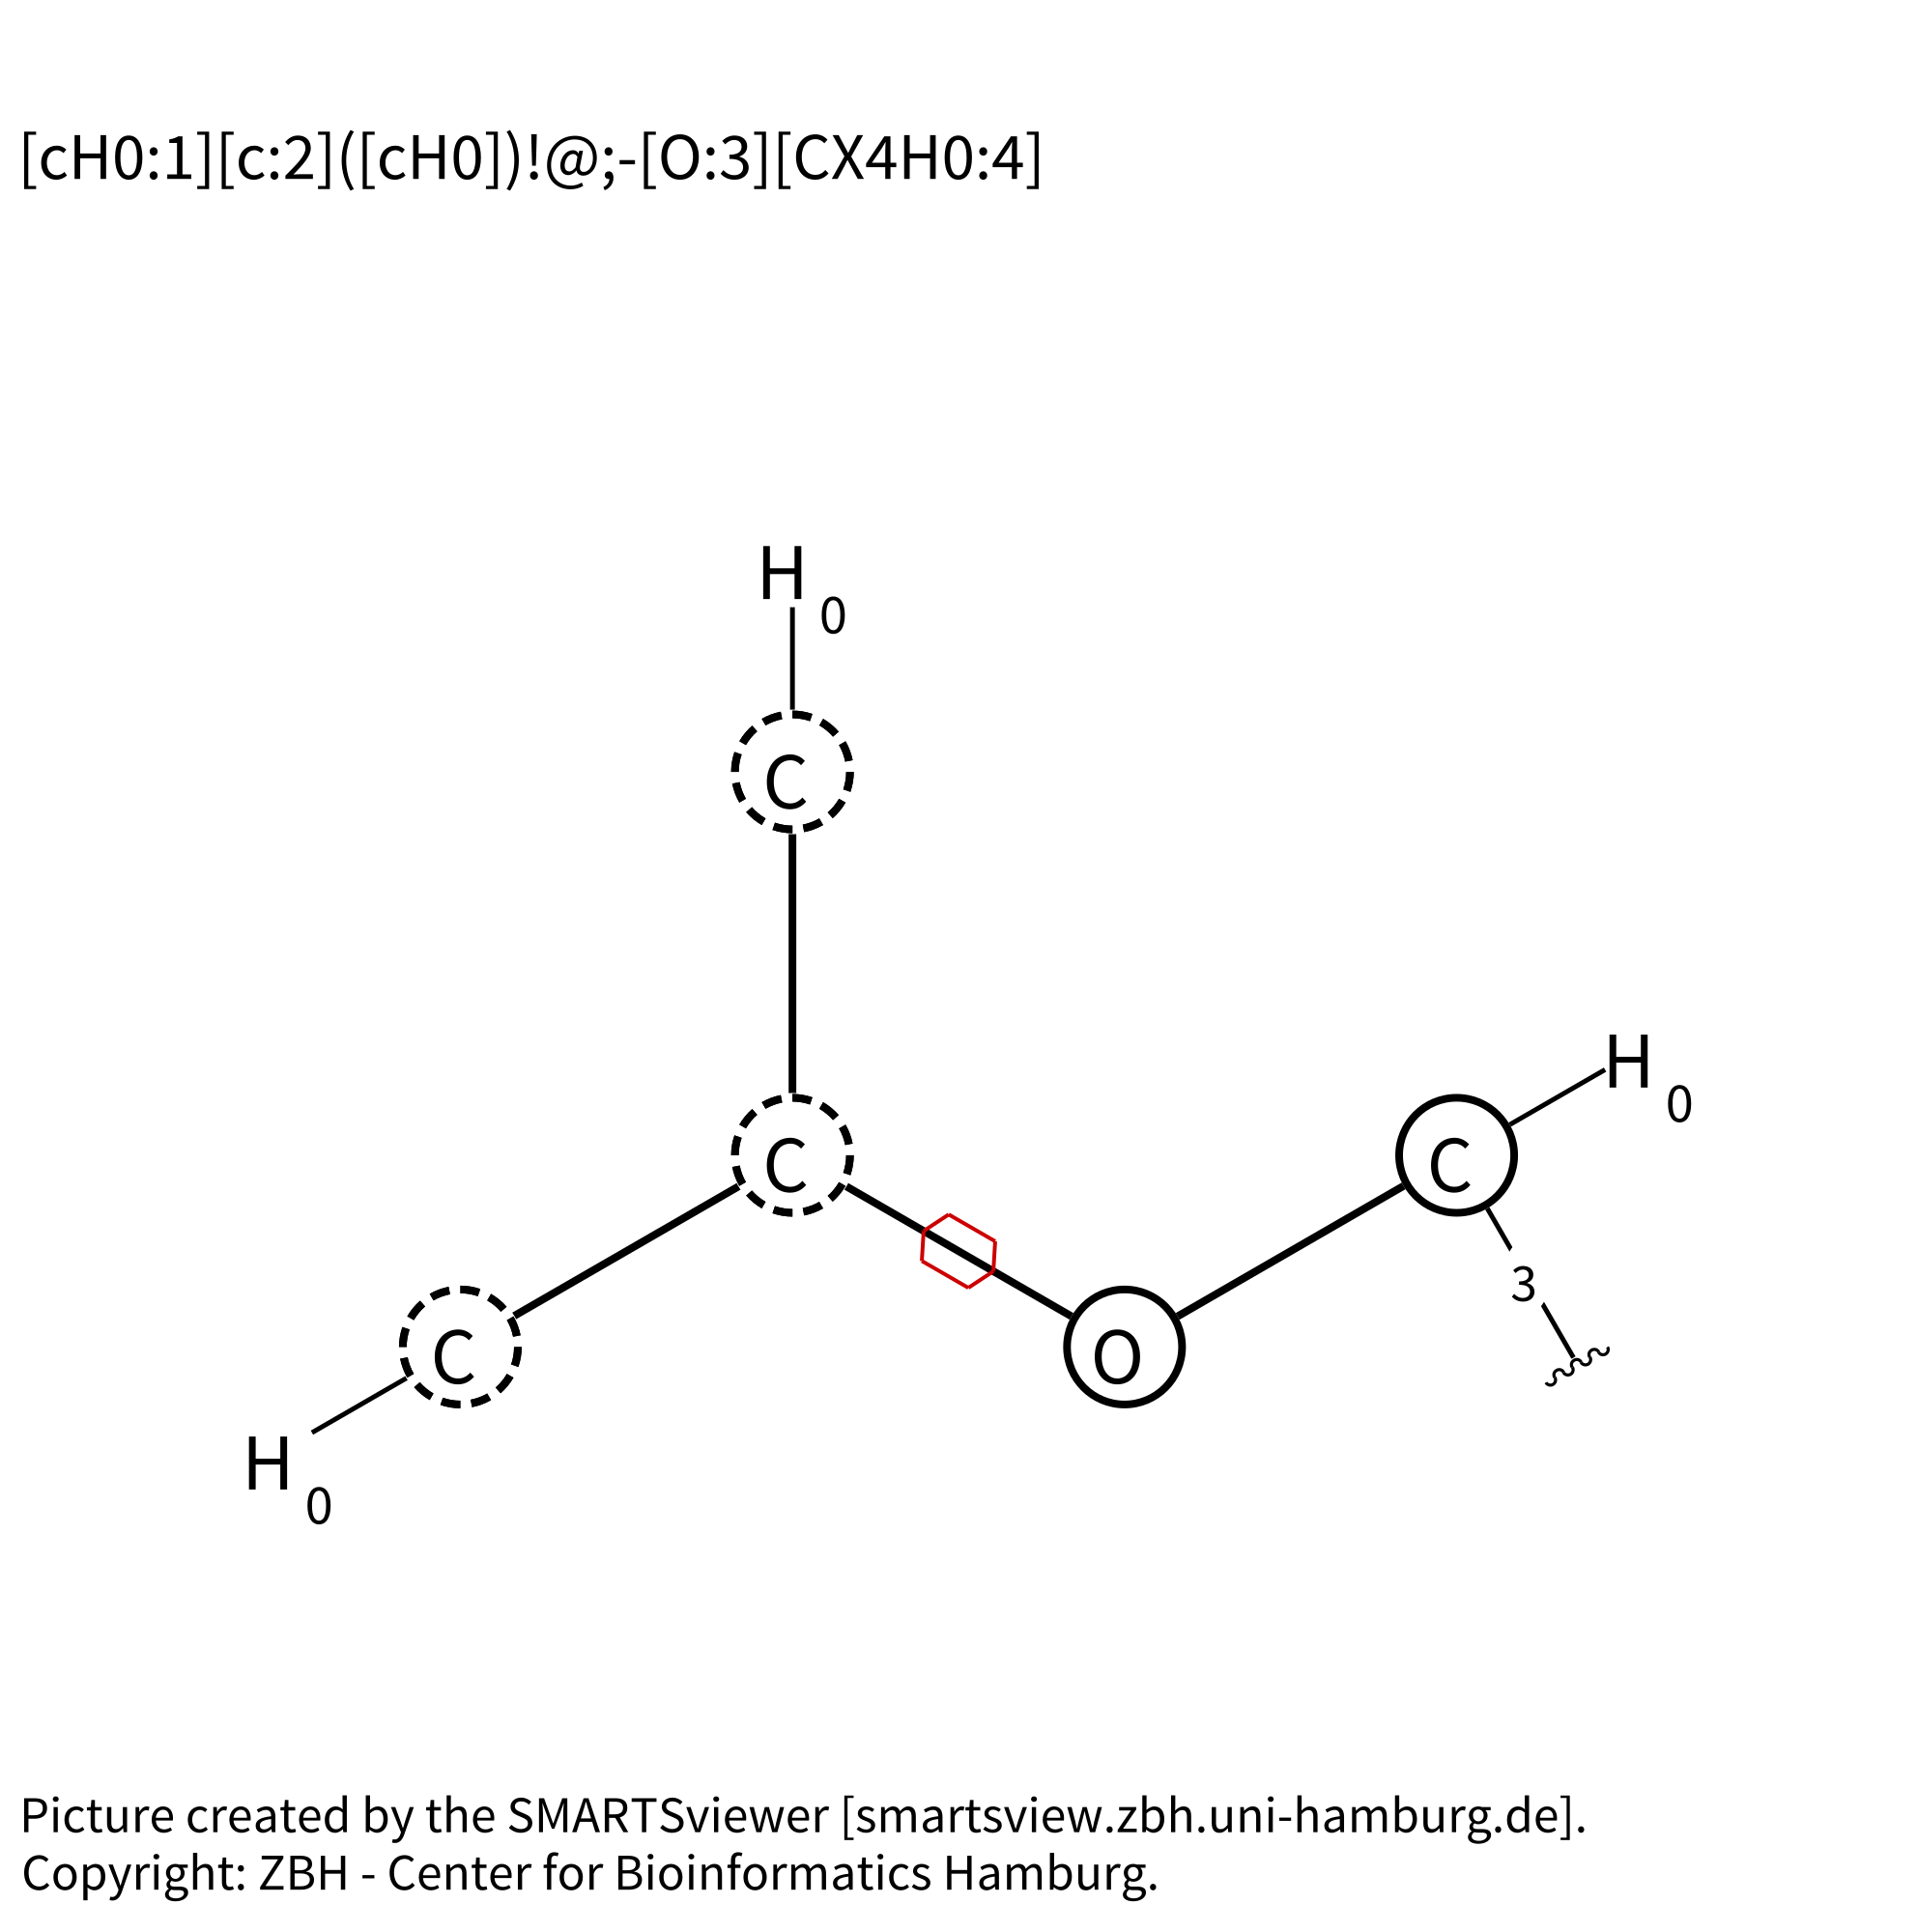 [cH0:1][c:2]([cH0])!@;-[O:3][CX4H0:4]
H
0
C
H
0
C
C
3
C
O
H
0
Picture created by the SMARTSviewer [smartsview.zbh.uni-hamburg.de].
Copyright: ZBH - Center for Bioinformatics Hamburg.